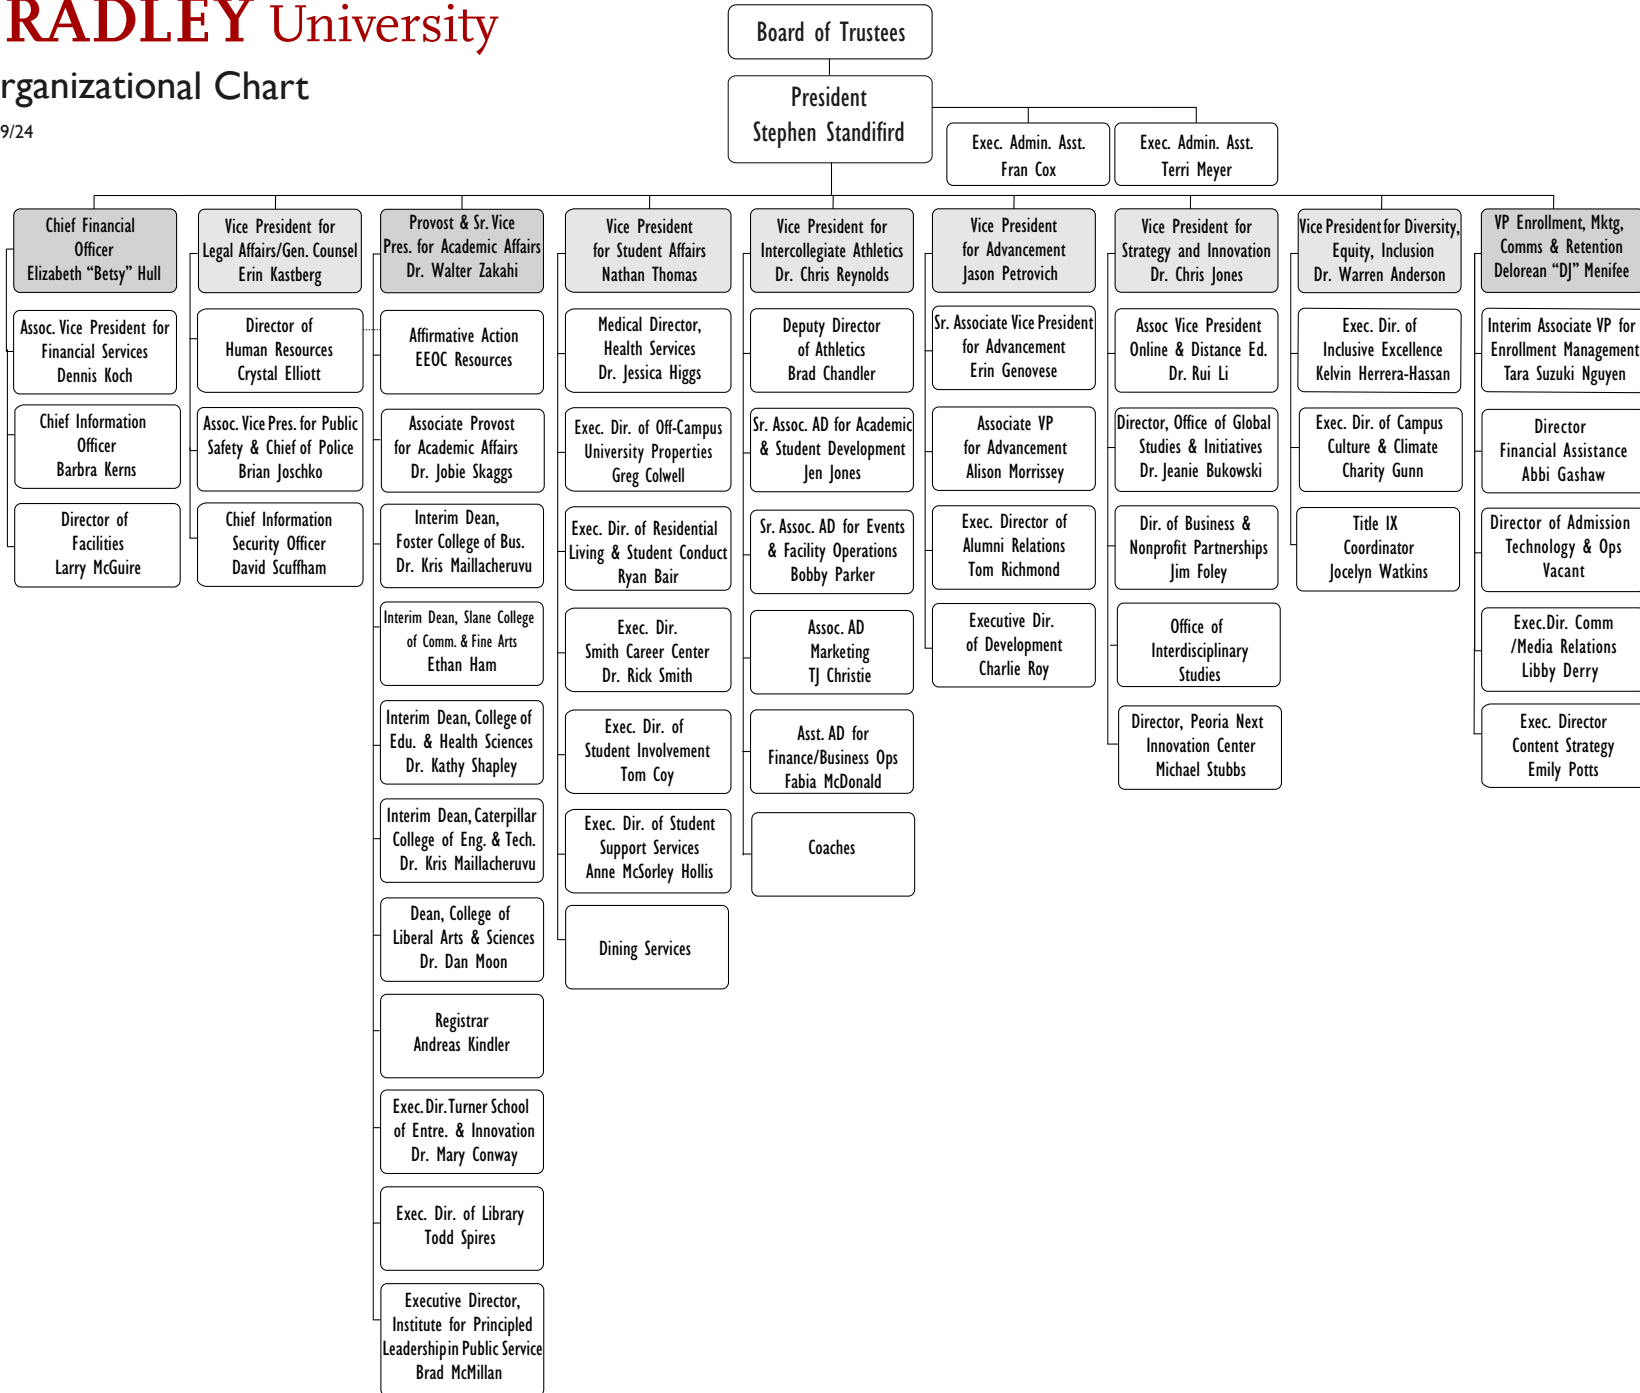 RADLEY University
rganizational Chart
9/24
Board of Trustees
President
Stephen Standifird
Exec. Admin. Asst.
Fran Cox
Exec. Admin. Asst.
Terri Meyer
Chief Financial
Officer
Elizabeth “Betsy” Hull
Assoc. Vice President for
Financial Services
Dennis Koch
Chief Information
Officer
Barbra Kerns
Director of
Facilities
Larry McGuire
Vice President for
Legal Affairs/Gen. Counsel
Erin Kastberg
Director of
Human Resources
Crystal Elliott
Assoc. Vice Pres. for Public
Safety & Chief of Police
Brian Joschko
Chief Information
Security Officer
David Scuffham
Provost & Sr. Vice
Pres. for Academic Affairs
Dr. Walter Zakahi
Affirmative Action
EEOC Resources
Associate Provost
for Academic Affairs
Dr. Jobie Skaggs
Interim Dean,
Foster College of Bus.
Dr. Kris Maillacheruvu
Interim Dean, Slane College
of Comm. & Fine Arts
Ethan Ham
Interim Dean, College of
Edu. & Health Sciences
Dr. Kathy Shapley
Interim Dean, Caterpillar
College of Eng. & Tech.
Dr. Kris Maillacheruvu
Dean, College of
Liberal Arts & Sciences
Dr. Dan Moon
Registrar
Andreas Kindler
Exec. Dir. Turner School
of Entre. & Innovation
Dr. Mary Conway
Exec. Dir. of Library
Todd Spires
Executive Director,
Institute for Principled
Leadership in Public Service
Brad McMillan
Vice President
for Student Affairs
Nathan Thomas
Medical Director,
Health Services
Dr. Jessica Higgs
Exec. Dir. of Off-Campus
University Properties
Greg Colwell
Exec. Dir. of Residential
Living & Student Conduct
Ryan Bair
Exec. Dir.
Smith Career Center
Dr. Rick Smith
Exec. Dir. of
Student Involvement
Tom Coy
Exec. Dir. of Student
Support Services
Anne McSorley Hollis
Dining Services
Vice President for
Intercollegiate Athletics
Dr. Chris Reynolds
Deputy Director
of Athletics
Brad Chandler
Sr. Assoc. AD for Academic
& Student Development
Jen Jones
Sr. Assoc. AD for Events
& Facility Operations
Bobby Parker
Assoc. AD
Marketing
TJ Christie
Asst. AD for
Finance/Business Ops
Fabia McDonald
Coaches
Vice President
for Advancement
Jason Petrovich
Sr. Associate Vice President
for Advancement
Erin Genovese
Associate VP
for Advancement
Alison Morrissey
Exec. Director of
Alumni Relations
Tom Richmond
Executive Dir.
of Development
Charlie Roy
Vice President for
Strategy and Innovation
Dr. Chris Jones
Assoc Vice President
Online & Distance Ed.
Dr. Rui Li
Director, Office of Global
Studies & Initiatives
Dr. Jeanie Bukowski
Dir. of Business &
Nonprofit Partnerships
Jim Foley
Office of
Interdisciplinary
Studies
Director, Peoria Next
Innovation Center
Michael Stubbs
Vice President for Diversity,
Equity, Inclusion
Dr. Warren Anderson
Exec. Dir. of
Inclusive Excellence
Kelvin Herrera-Hassan
Exec. Dir. of Campus
Culture & Climate
Charity Gunn
Title IX
Coordinator
Jocelyn Watkins
VP Enrollment, Mktg,
Comms & Retention
Delorean “DJ” Menifee
Interim Associate VP for
Enrollment Management
Tara Suzuki Nguyen
Director
Financial Assistance
Abbi Gashaw
Director of Admission
Technology & Ops
Vacant
Exec.Dir. Comm
/Media Relations
Libby Derry
Exec. Director
Content Strategy
Emily Potts